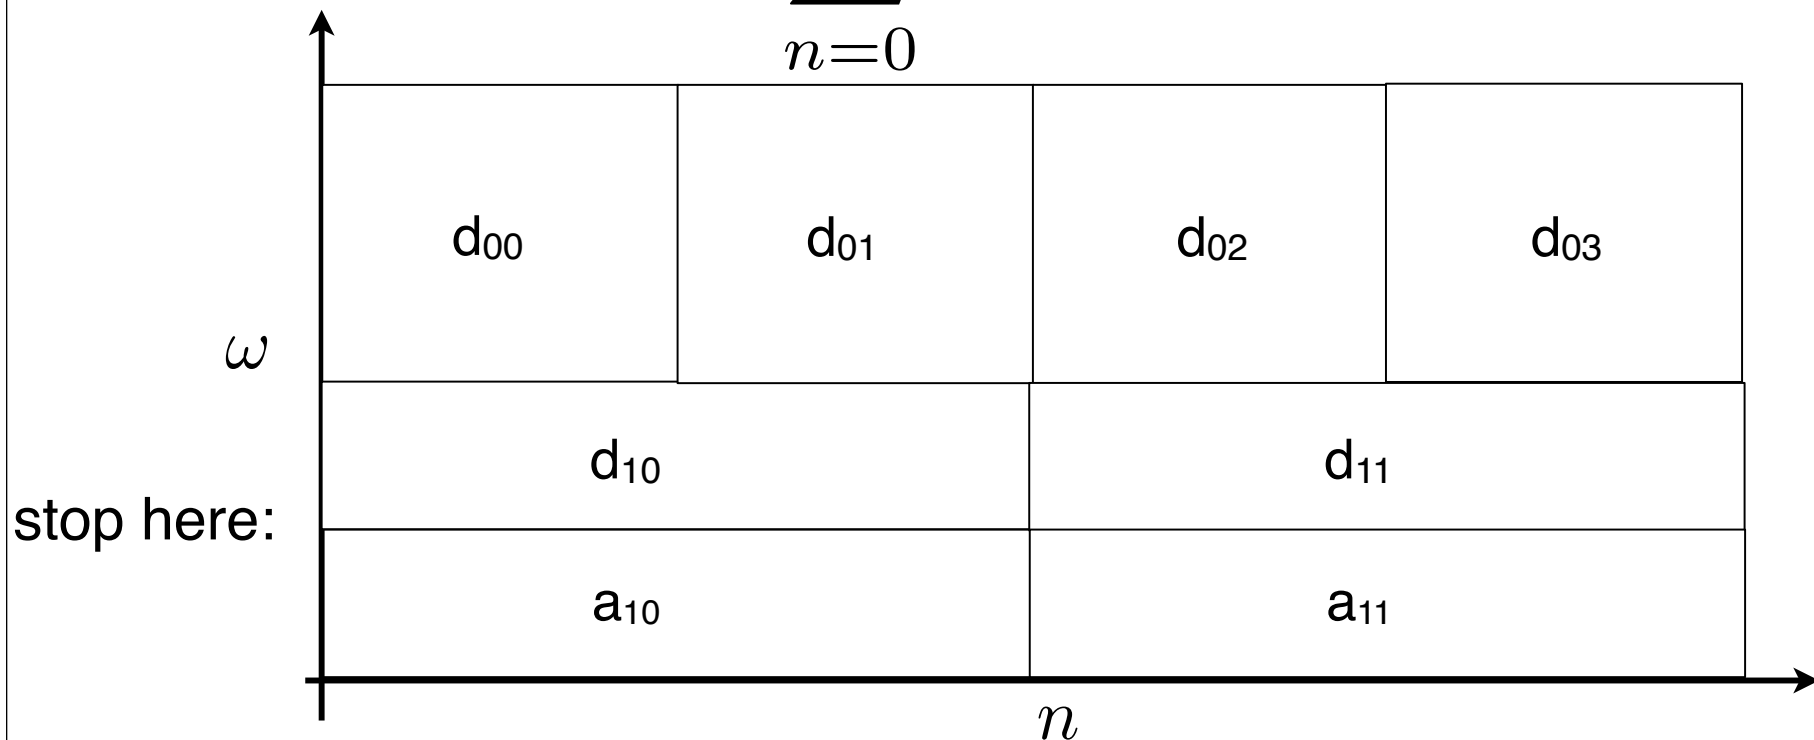 n=0
d₀₀ d₀₁ d₀₂ d₀₃
ω
d₁₀ d₁₁
stop here:
a₁₀ a₁₁
n